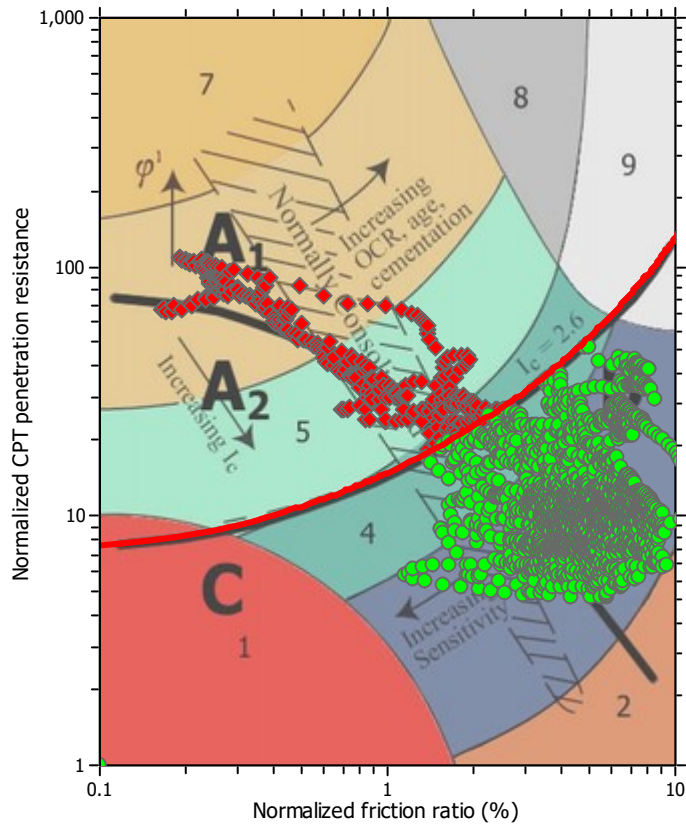 1,000
7
8
9
φ¹
Increasing
OCR, age,
cementation
Normally
Consol
A1
100
Normalized CPT penetration resistance
Ic = 2.6
A2
Increasing Ic
5
10
4
C
1
Increasing
Sensitivity
2
1
0.1
1
10
Normalized friction ratio (%)